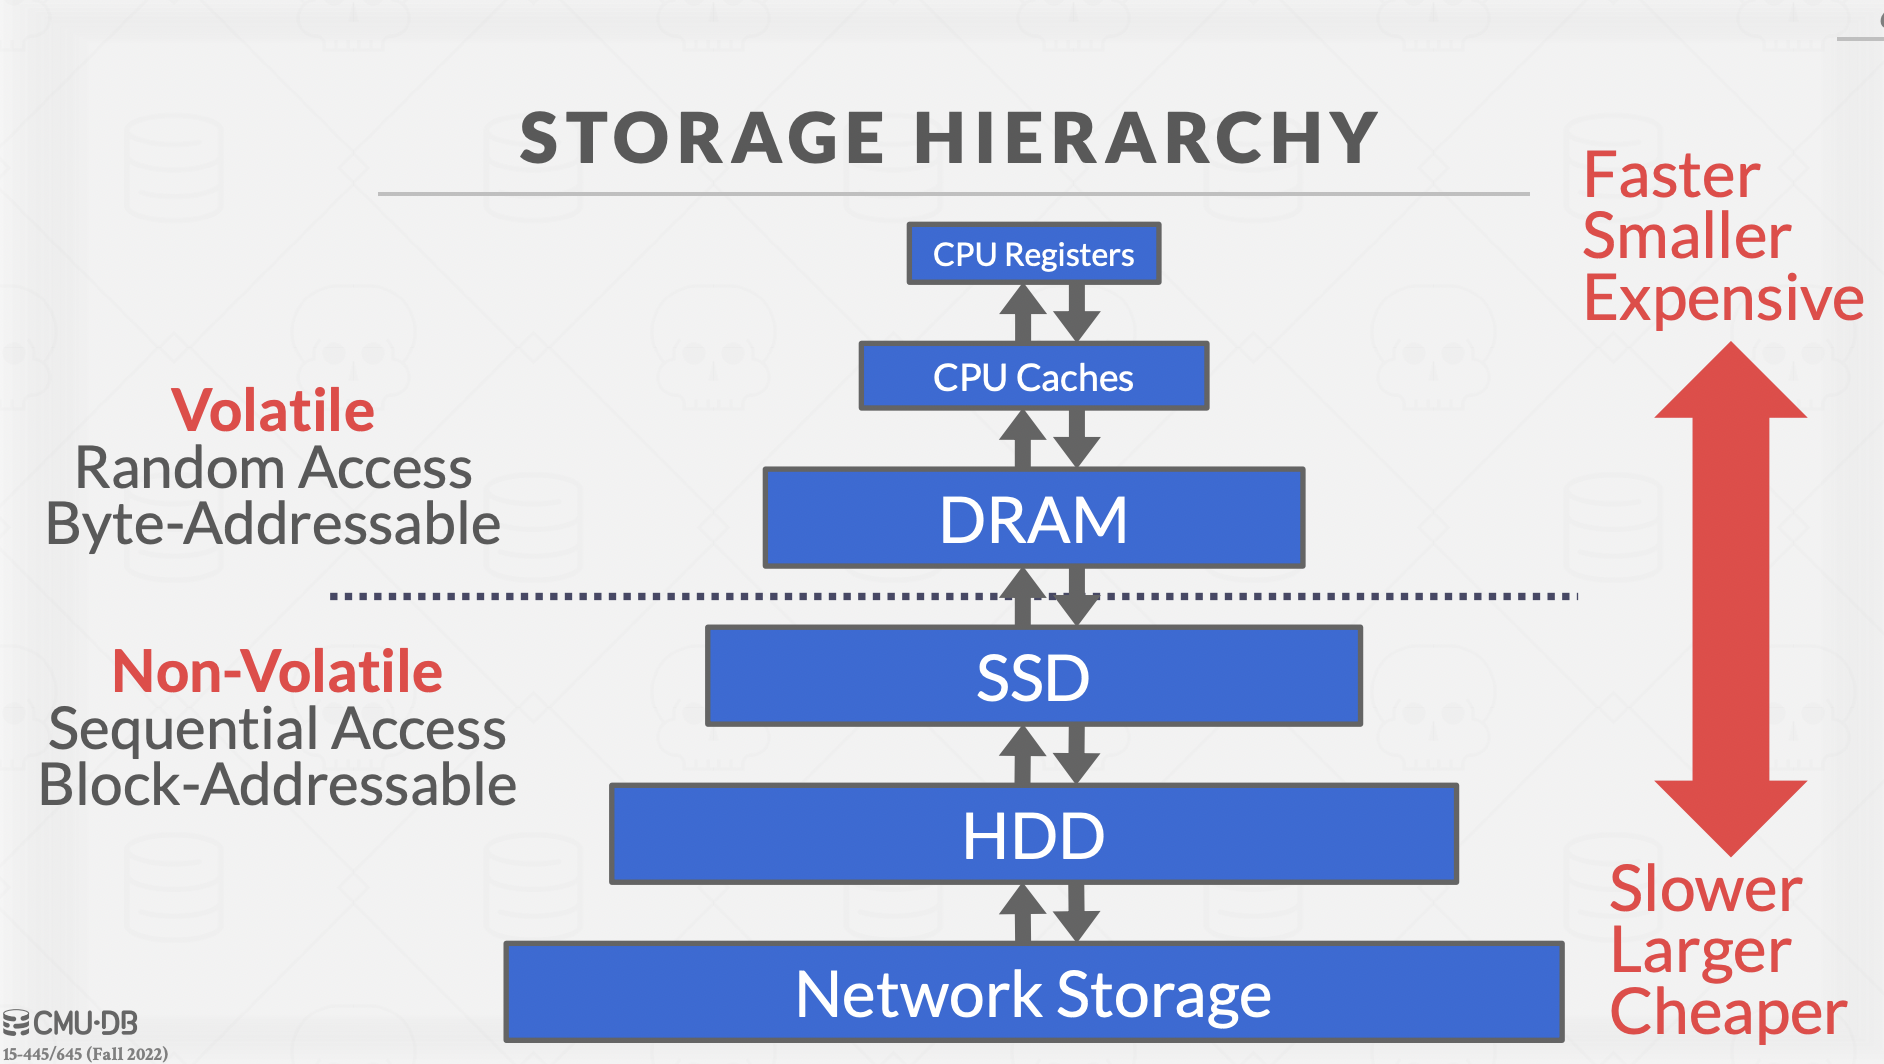 STORAGE HIERARCHY
Faster
Smaller
Expensive
CPU Registers
CPU Caches
Volatile
Random Access
Byte-Addressable
DRAM
Non-Volatile
Sequential Access
Block-Addressable
SSD
HDD
Network Storage
Slower
Larger
Cheaper
CMU·DB
15-445/645 (Fall 2022)